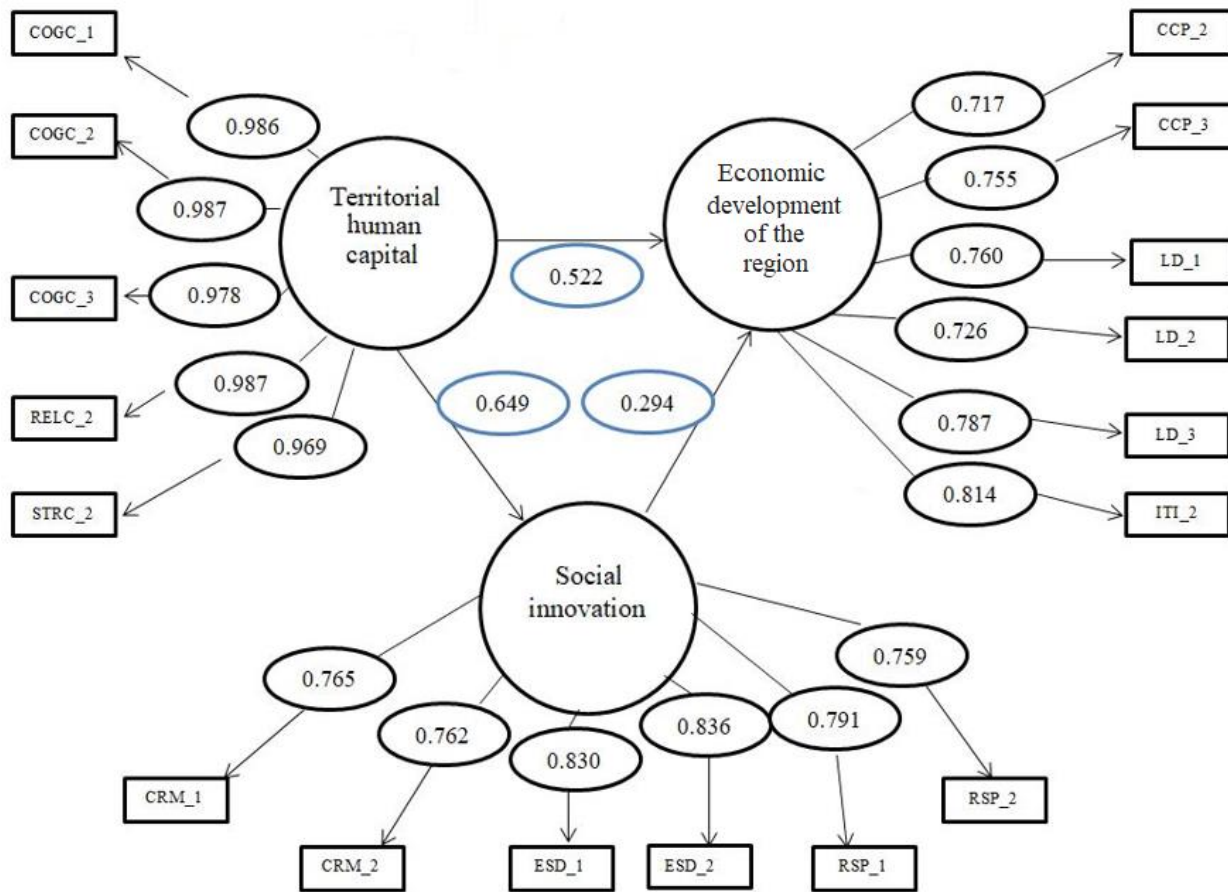 COGC_1
CCP_2
0.717
0.986
COGC_2
CCP_3
0.755
0.987
Territorial
human
capital
Economic
development
of the
region
0.760
LD_1
0.522
COGC_3
0.978
0.726
LD_2
0.987
0.649
0.294
RELC_2
0.969
0.787
LD_3
STRC_2
0.814
ITI_2
Social
innovation
0.765
0.762
0.830
0.836
0.791
0.759
CRM_1
RSP_2
CRM_2
ESD_1
ESD_2
RSP_1